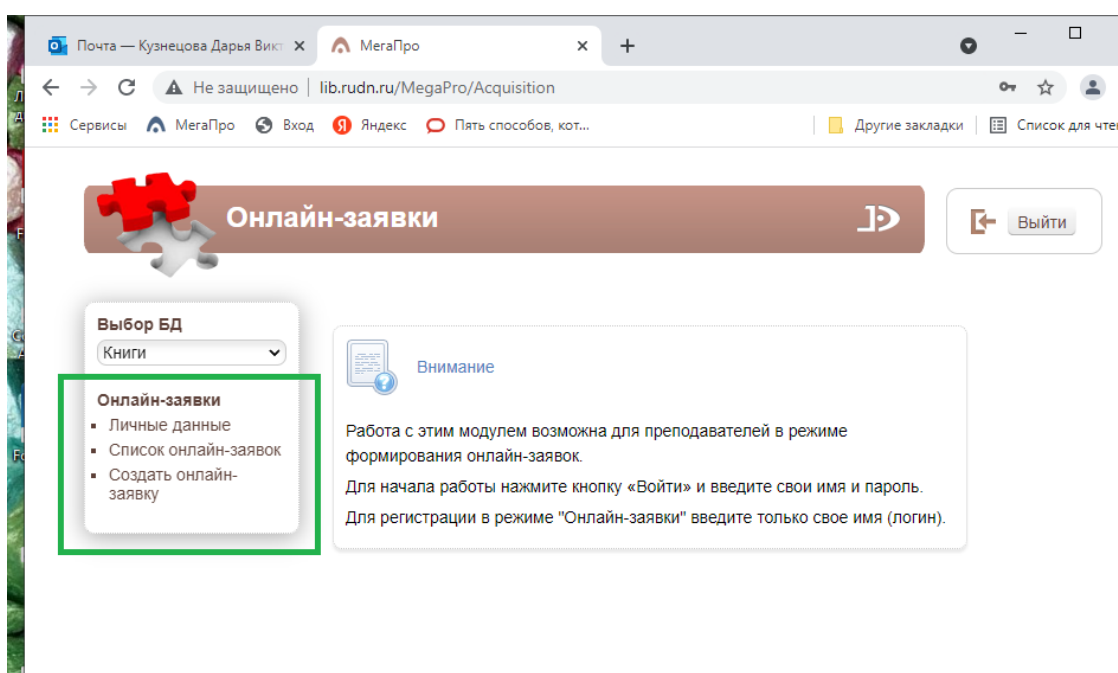 Почта — Кузнецова Дарья Викт
МегаПро
Не защищено | lib.rudn.ru/MegaPro/Acquisition
Сервисы МегаПро Вход Яндекс Пять способов, кот... Другие закладки Список для чте
Онлайн-заявки
Выйти
Выбор БД
Книги
Онлайн-заявки
Личные данные
Список онлайн-заявок
Создать онлайн-
заявку
Внимание
Работа с этим модулем возможна для преподавателей в режиме
формирования онлайн-заявок.
Для начала работы нажмите кнопку «Войти» и введите свои имя и пароль.
Для регистрации в режиме "Онлайн-заявки" введите только свое имя (логин).